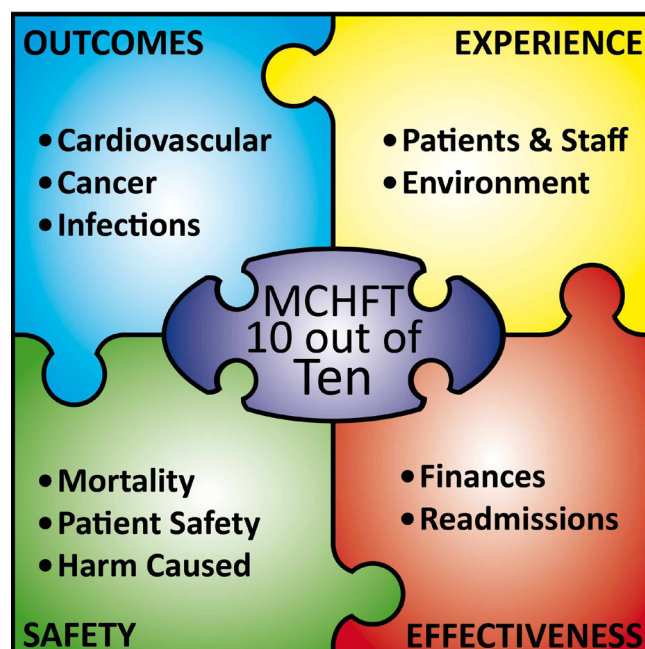 OUTCOMES
• Cardiovascular
• Cancer
• Infections
EXPERIENCE
• Patients & Staff
• Environment
MCHFT
10 out of
Ten
• Mortality
• Patient Safety
• Harm Caused
SAFETY
• Finances
• Readmissions
EFFECTIVENESS